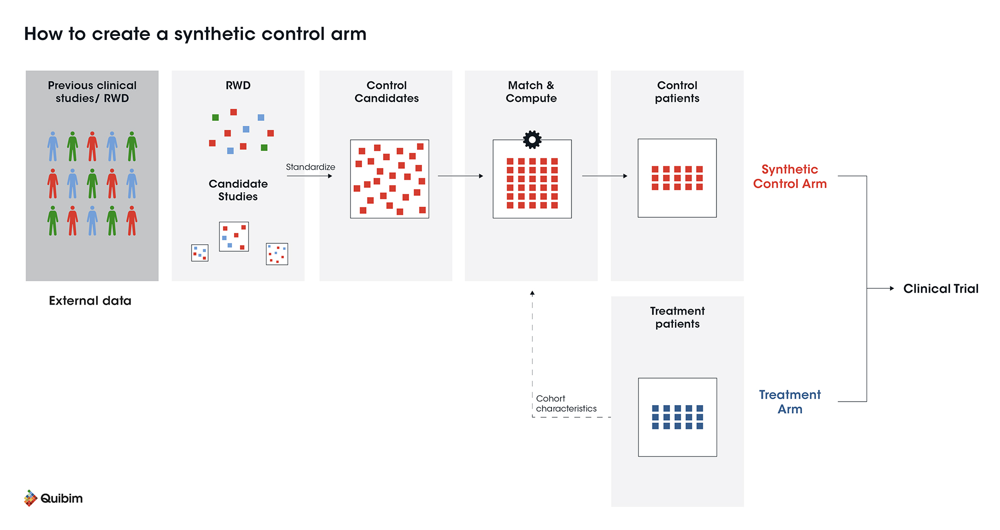 How to create a synthetic control arm
Previous clinical
studies/ RWD
External data
RWD
Candidate
Studies
Standardize
Control
Candidates
Match &
Compute
Control
patients
Synthetic
Control Arm
Clinical Trial
Treatment
patients
Cohort
characteristics
Treatment
Arm
Quibim